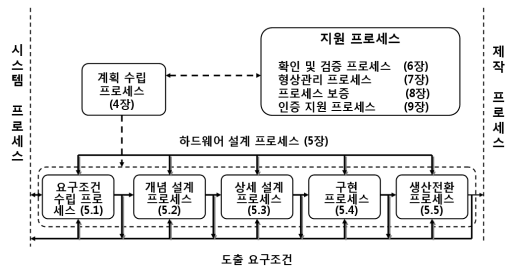 지원 프로세스
확인 및 검증 프로세스 (6장)
형상관리 프로세스 (7장)
프로세스 보증 (8장)
인증 지원 프로세스 (9장)
계획 수립
프로세스
(4장)
시스템 프로세스
제작 프로세스
하드웨어 설계 프로세스 (5장)
요구조건
수립 프로
세스 (5.1)
개념 설계
프로세스
(5.2)
상세 설계
프로세스
(5.3)
구현
프로세스
(5.4)
생산전환
프로세스
(5.5)
도출 요구조건